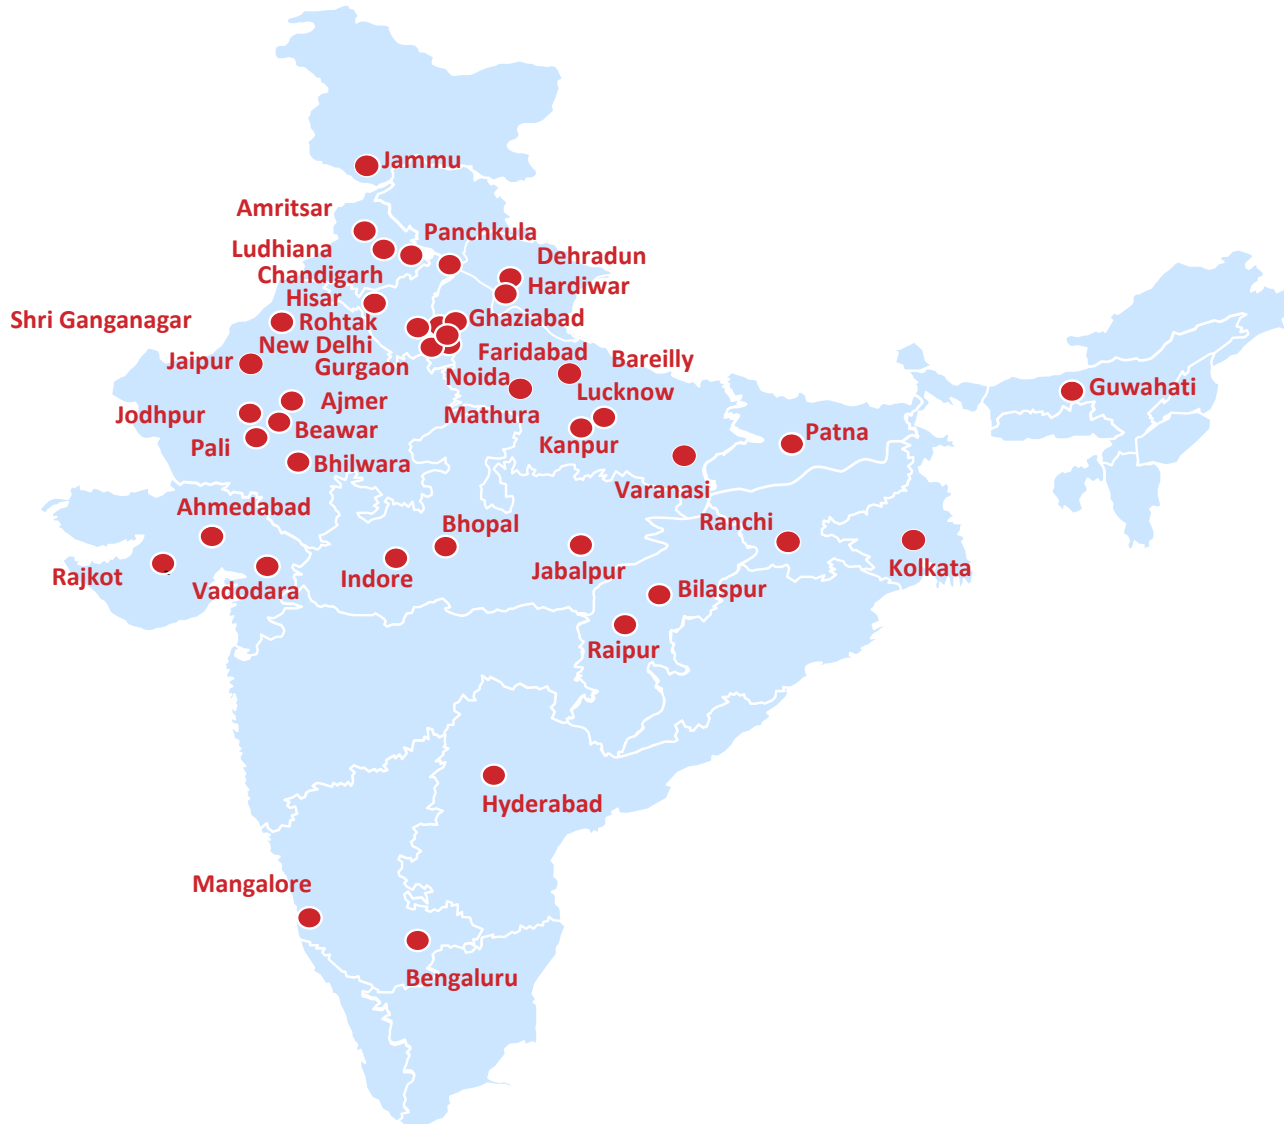 Jammu
Amritsar
Panchkula
Ludhiana
Dehradun
Chandigarh
Hardiwar
Hisar
Shri Ganganagar
Rohtak
Ghaziabad
New Delhi
Faridabad
Bareilly
Jaipur
Gurgaon
Noida
Lucknow
Guwahati
Ajmer
Jodhpur
Mathura
Beawar
Patna
Pali
Kanpur
Bhilwara
Varanasi
Ahmedabad
Ranchi
Bhopal
Kolkata
Rajkot
Indore
Jabalpur
Vadodara
Bilaspur
Raipur
Hyderabad
Mangalore
Bengaluru